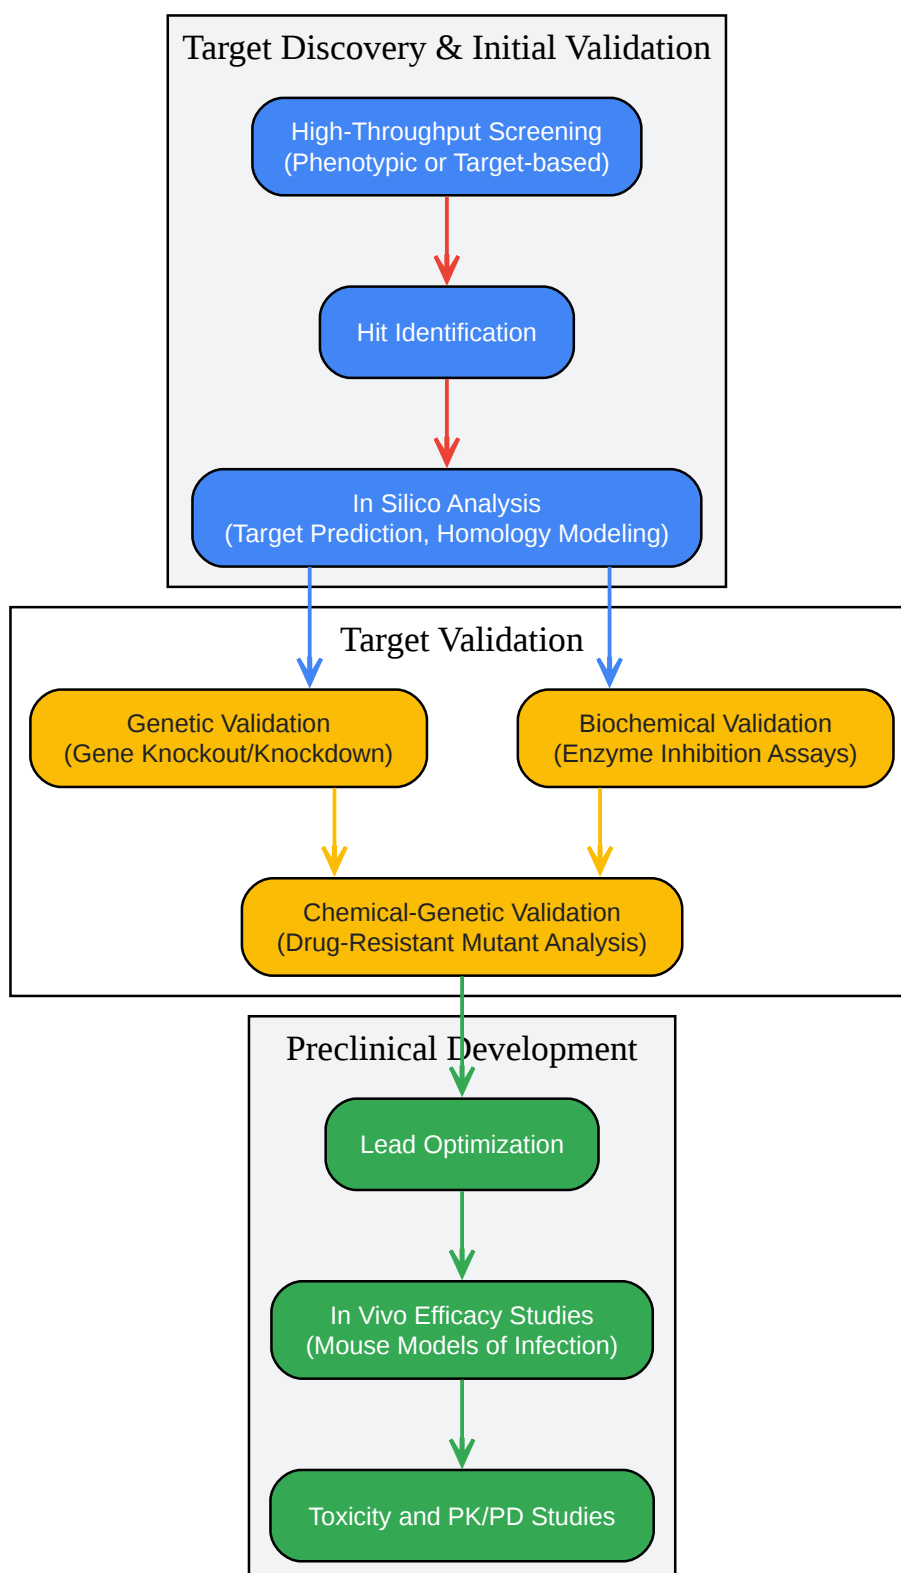 Target Discovery & Initial Validation
High-Throughput Screening
(Phenotypic or Target-based)
Hit Identification
In Silico Analysis
(Target Prediction, Homology Modeling)
Target Validation
Genetic Validation
(Gene Knockout/Knockdown)
Biochemical Validation
(Enzyme Inhibition Assays)
Chemical-Genetic Validation
(Drug-Resistant Mutant Analysis)
Preclinical Development
Lead Optimization
In Vivo Efficacy Studies
(Mouse Models of Infection)
Toxicity and PK/PD Studies